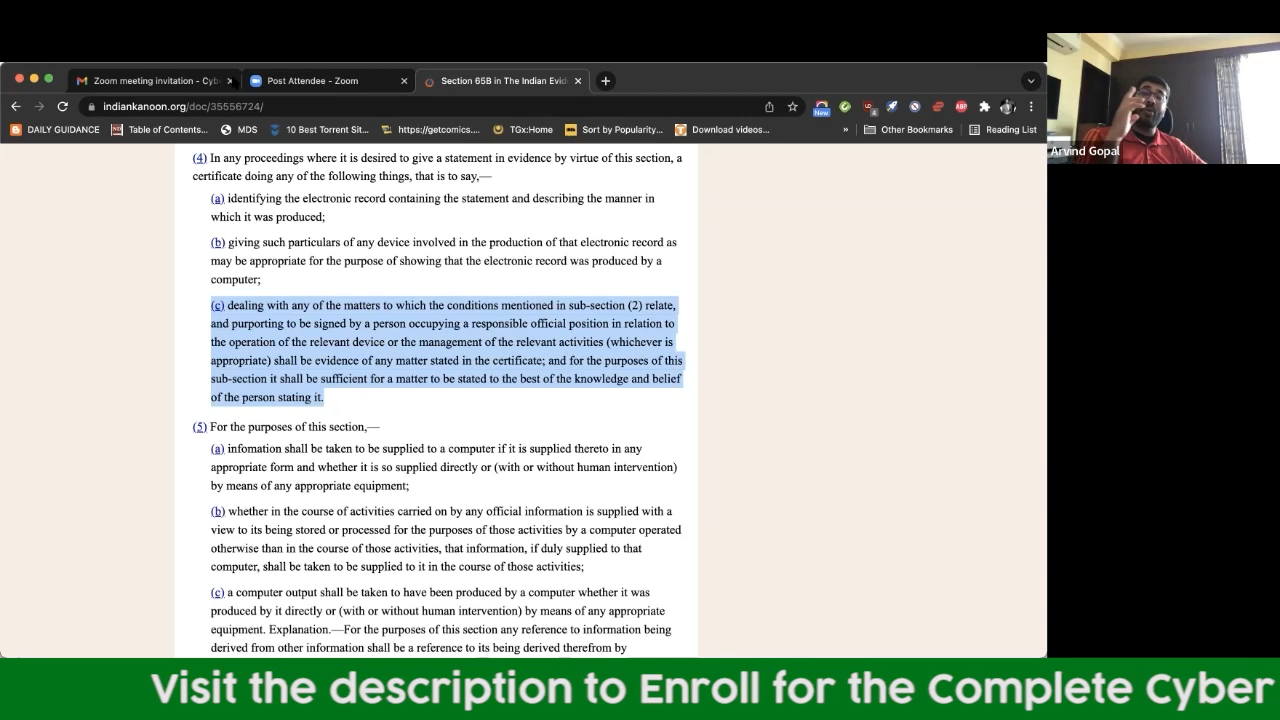 Zoom meeting invitation - Cyb
Post Attendee - Zoom
Section 65B in The Indian Evid
indiankanoon.org/doc/35556724/
New
4
ABP
DAILY GUIDANCE
Table of Contents...
MDS
10 Best Torrent Sit...
https://getcomics....
TGx:Home
Sort by Popularity...
Download videos...
»
Other Bookmarks
Reading List
Arvind Gopal
(4) In any proceedings where it is desired to give a statement in evidence by virtue of this section, a
certificate doing any of the following things, that is to say,—
(a) identifying the electronic record containing the statement and describing the manner in
which it was produced;
(b) giving such particulars of any device involved in the production of that electronic record as
may be appropriate for the purpose of showing that the electronic record was produced by a
computer;
(c) dealing with any of the matters to which the conditions mentioned in sub-section (2) relate,
and purporting to be signed by a person occupying a responsible official position in relation to
the operation of the relevant device or the management of the relevant activities (whichever is
appropriate) shall be evidence of any matter stated in the certificate; and for the purposes of this
sub-section it shall be sufficient for a matter to be stated to the best of the knowledge and belief
of the person stating it.
(5) For the purposes of this section,—
(a) infomation shall be taken to be supplied to a computer if it is supplied thereto in any
appropriate form and whether it is so supplied directly or (with or without human intervention)
by means of any appropriate equipment;
(b) whether in the course of activities carried on by any official information is supplied with a
view to its being stored or processed for the purposes of those activities by a computer operated
otherwise than in the course of those activities, that information, if duly supplied to that
computer, shall be taken to be supplied to it in the course of those activities;
(c) a computer output shall be taken to have been produced by a computer whether it was
produced by it directly or (with or without human intervention) by means of any appropriate
equipment. Explanation.—For the purposes of this section any reference to information being
derived from other information shall be a reference to its being derived therefrom by
Visit the description to Enroll for the Complete Cyber